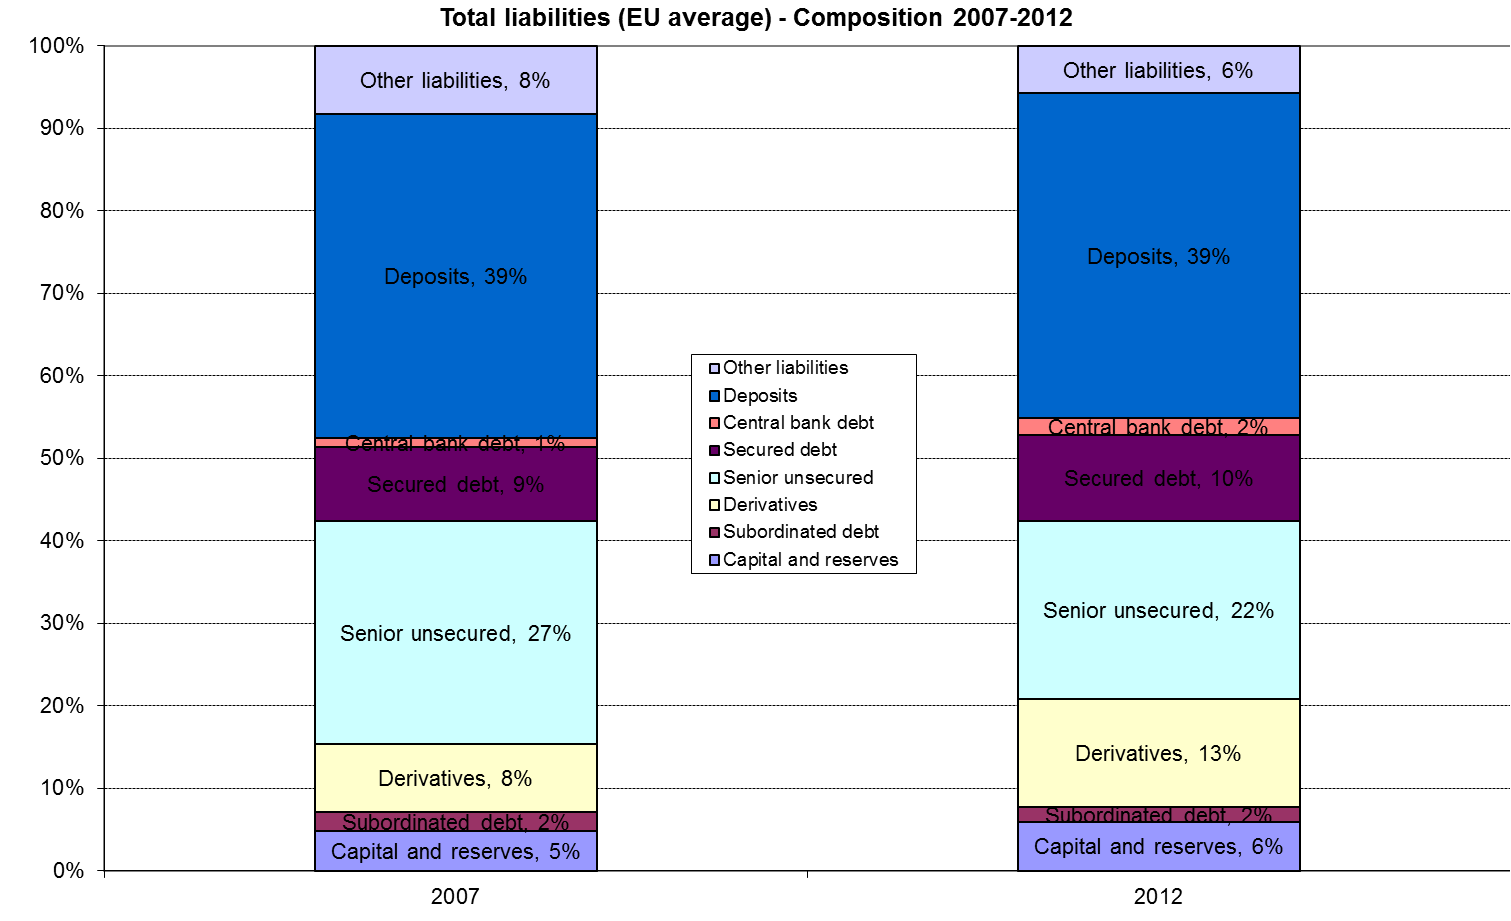 Total liabilities (EU average) - Composition 2007-2012
100%
90%
80%
70%
60%
50%
40%
30%
20%
10%
0%
Other liabilities, 8%
Deposits, 39%
Central bank debt, 1%
Secured debt, 9%
Senior unsecured, 27%
Derivatives, 8%
Subordinated debt, 2%
Capital and reserves, 5%
Other liabilities
Deposits
Central bank debt
Secured debt
Senior unsecured
Derivatives
Subordinated debt
Capital and reserves
Other liabilities, 6%
Deposits, 39%
Central bank debt, 2%
Secured debt, 10%
Senior unsecured, 22%
Derivatives, 13%
Subordinated debt, 2%
Capital and reserves, 6%
2007
2012